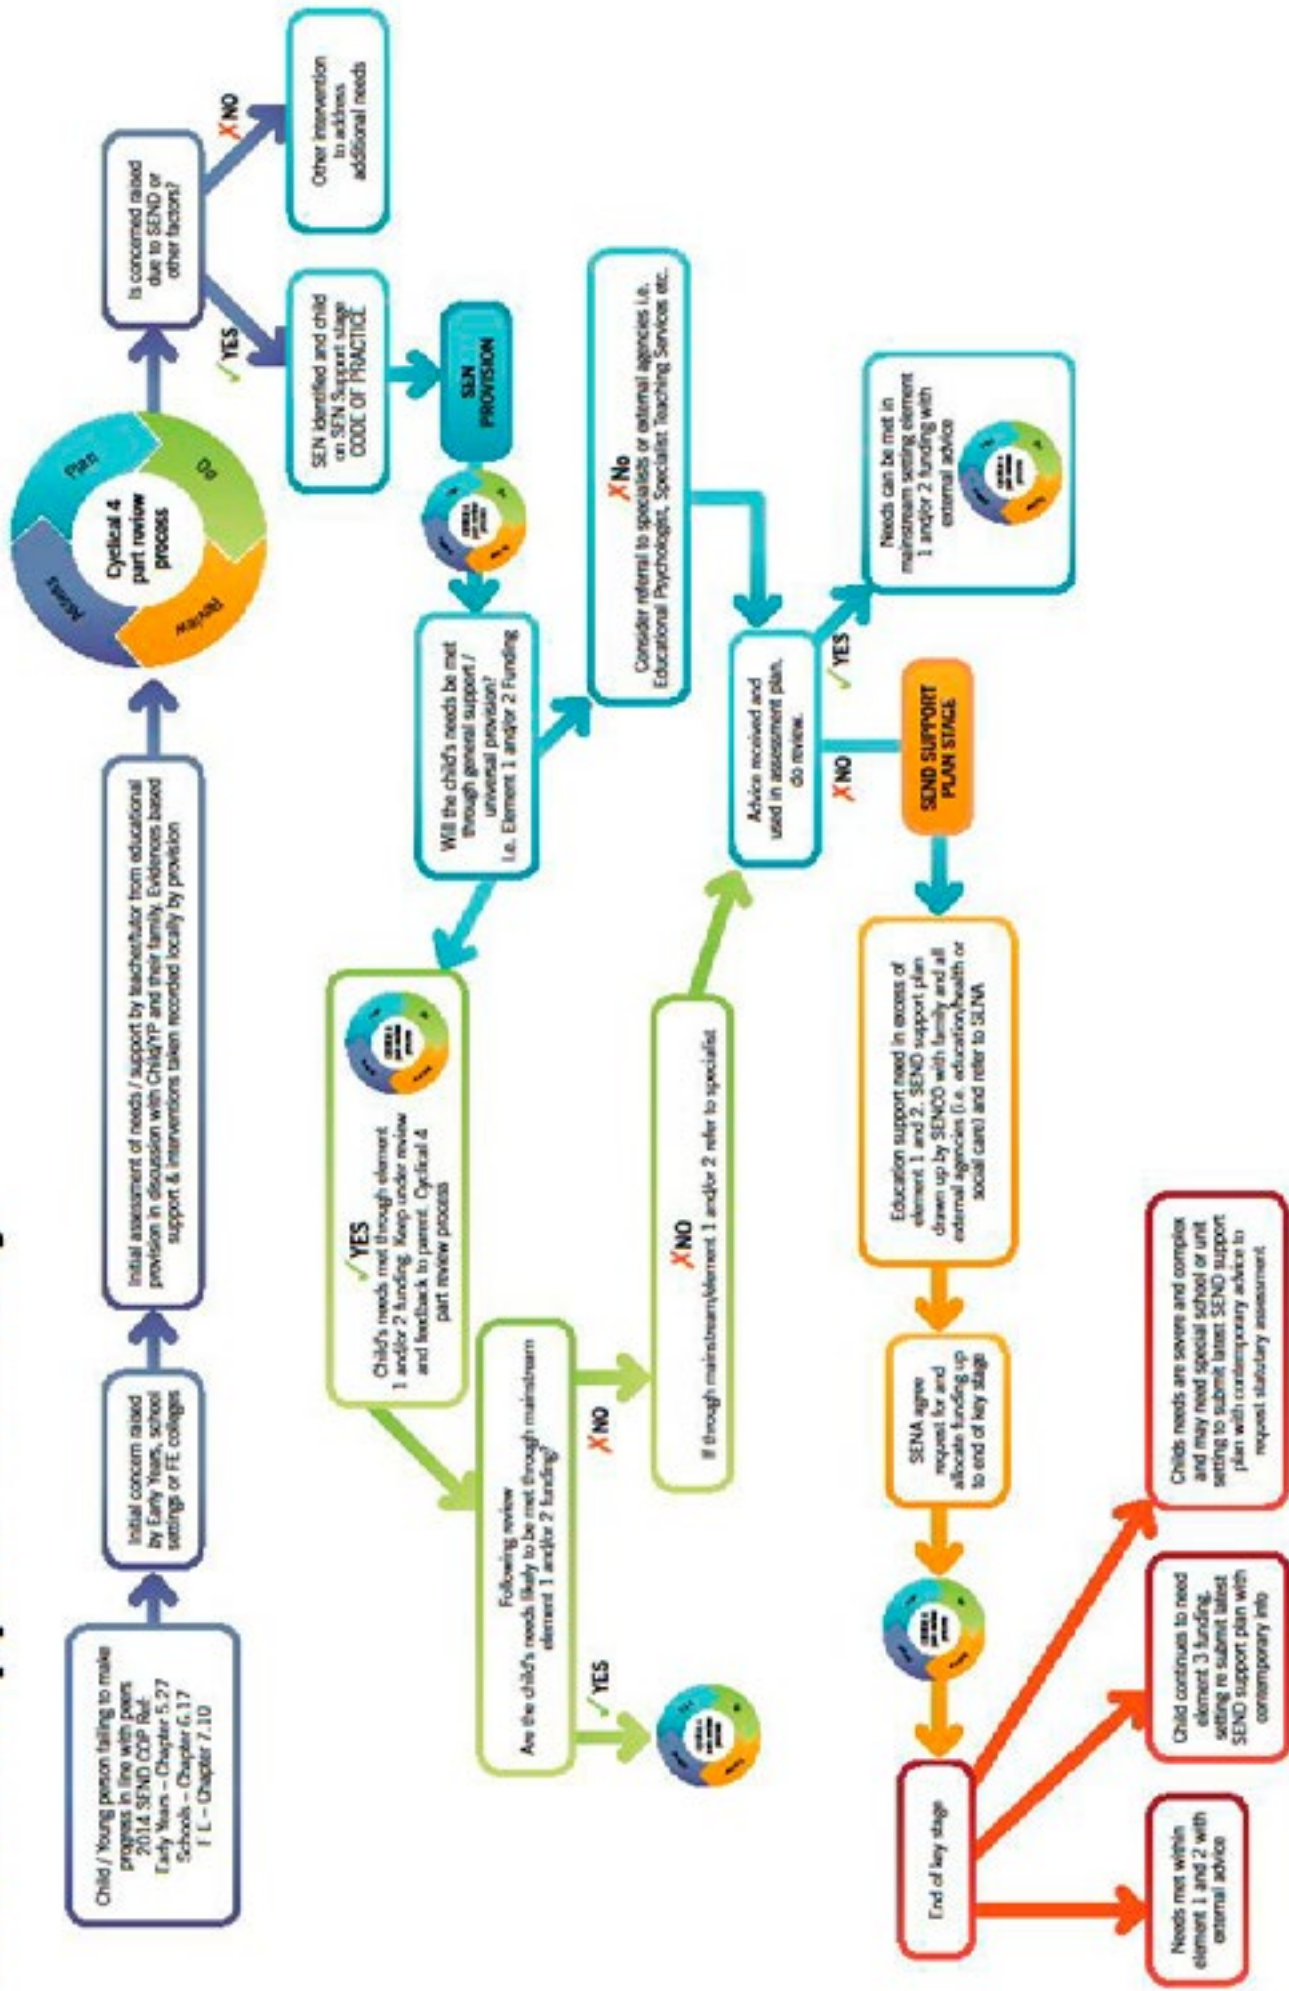 Child / Young person failing to make
progress in line with peers
2014 SEND COP Ref-
Early Years – Chapter 5.27
Schools – Chapter 6.17
F E – Chapter 7.10
Initial concern raised
by Early Years, school
settings or FE colleges
Initial assessment of needs / support by teacher/tutor from educational
provision in discussion with Child/YP and their family. Evidences based
support & interventions taken recorded locally by provision
Assess
Plan
DO
Review
Cyclical 4
part review
process
Is concerned raised
due to SEND or
other factors?
✓ YES
✗ NO
Other intervention
to address
additional needs
SEN identified and child
on SEN Support stage
CODE OF PRACTICE
SEN
PROVISION
Will the child's needs be met
through general support /
universal provision?
i.e. Element 1 and/or 2 Funding
✓ YES
Child's needs met through element
1 and/or 2 funding. Keep under review
and feedback to parent. Cyclical 4
part review process
✗ No
Consider referral to specialists or external agencies i.e.
Educational Psychologist, Specialist Teaching Services etc.
Following review
Are the child's needs likely to be met through mainstream
element 1 and/or 2 funding?
✓ YES
✗ NO
✗ NO
If through mainstream/element 1 and/or 2 refer to specialist
Advice received and
used in assessment plan,
do review.
✓ YES
✗ NO
Needs can be met in
mainstream setting element
1 and/or 2 funding with
external advice
SEND SUPPORT
PLAN STAGE
Education support need in excess of
element 1 and 2. SEND support plan
drawn up by SENCO with family and all
external agencies (i.e. education/health or
social care) and refer to SENA
SENA agree
request for and
allocate funding up
to end of key stage
End of key stage
Needs met within
element 1 and 2 with
external advice
Child continues to need
element 3 funding,
setting re submit latest
SEND support plan with
contemporary info
Childs needs are severe and complex
and may need special school or unit
setting to submit latest SEND support
plan with contemporary advice to
request statutory assessment